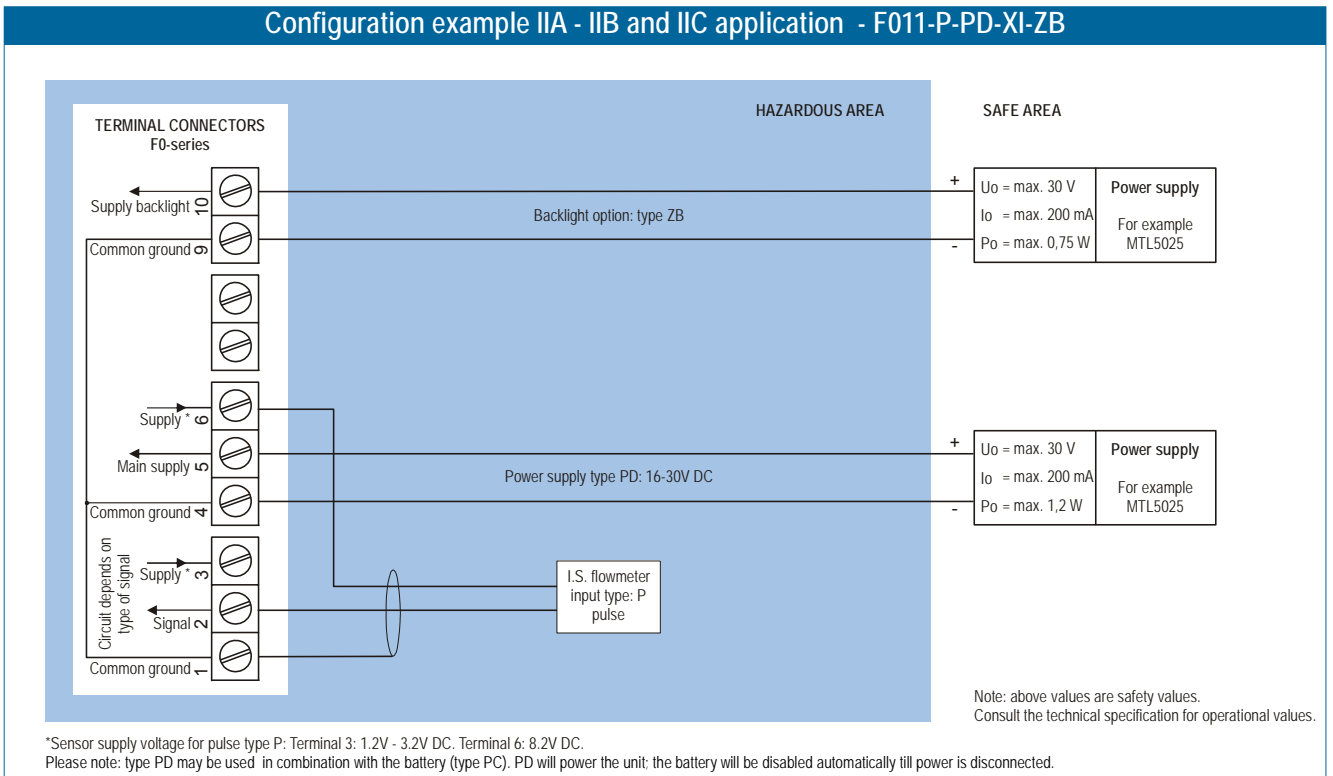 Configuration example IIA - IIB and IIC application - F011-P-PD-XI-ZB
HAZARDOUS AREA
SAFE AREA
TERMINAL CONNECTORS
F0-series
Supply backlight 10
Common ground 9
Backlight option: type ZB
+
-
Uo = max. 30 V
Io = max. 200 mA
Po = max. 0,75 W
Power supply
For example
MTL5025
Supply * 6
Main supply 5
Common ground 4
Power supply type PD: 16-30V DC
+
-
Uo = max. 30 V
Io = max. 200 mA
Po = max. 1,2 W
Power supply
For example
MTL5025
Circuit depends on
type of signal
Supply * 3
Signal 2
Common ground 1
I.S. flowmeter
input type: P
pulse
Note: above values are safety values.
Consult the technical specification for operational values.
*Sensor supply voltage for pulse type P: Terminal 3: 1.2V - 3.2V DC. Terminal 6: 8.2V DC.
Please note: type PD may be used in combination with the battery (type PC). PD will power the unit; the battery will be disabled automatically till power is disconnected.